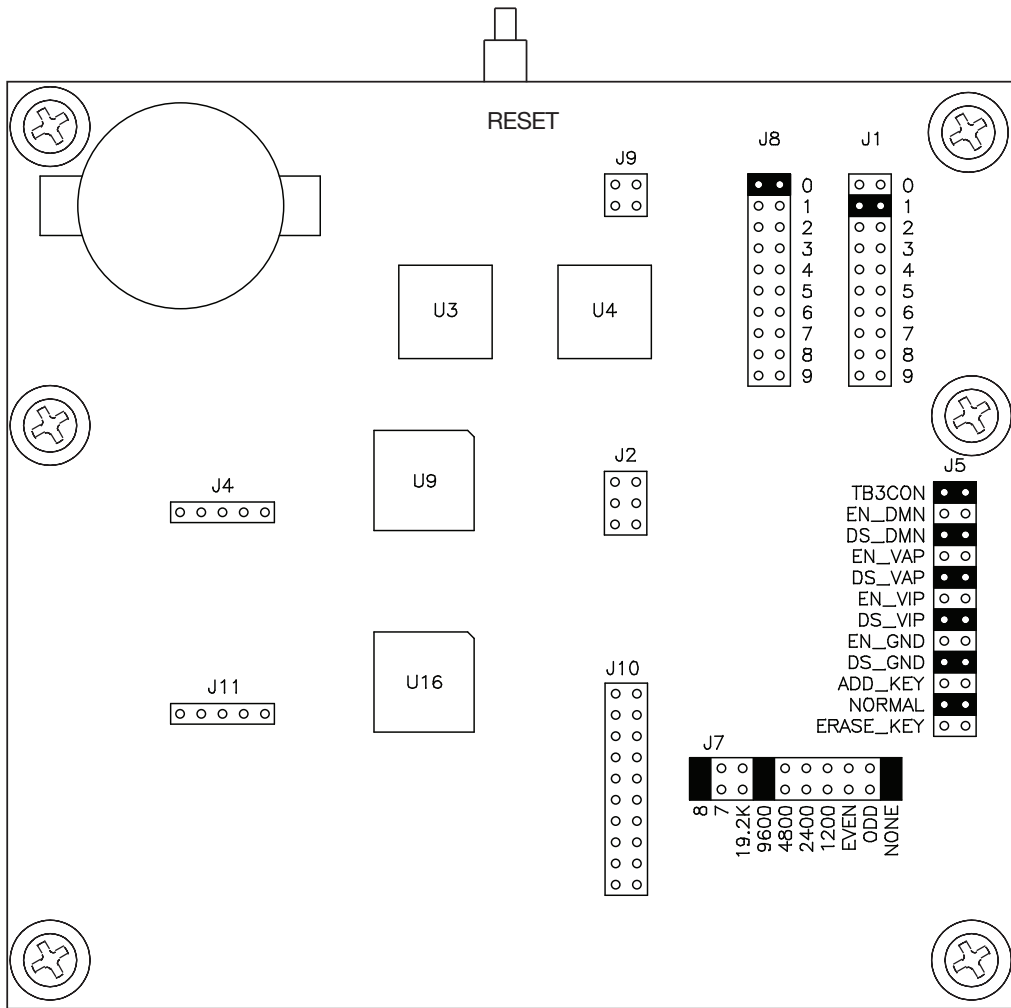 RESET
J9
J8
J1
0
1
2
3
4
5
6
7
8
9
0
1
2
3
4
5
6
7
8
9
U3
U4
J4
U9
J2
J5
TB3CON
EN_DMN
DS_DMN
EN_VAP
DS_VAP
EN_VIP
DS_VIP
EN_GND
DS_GND
ADD_KEY
NORMAL
ERASE_KEY
J11
U16
J10
J7
8
7
19.2K
9600
4800
2400
1200
EVEN
ODD
NONE